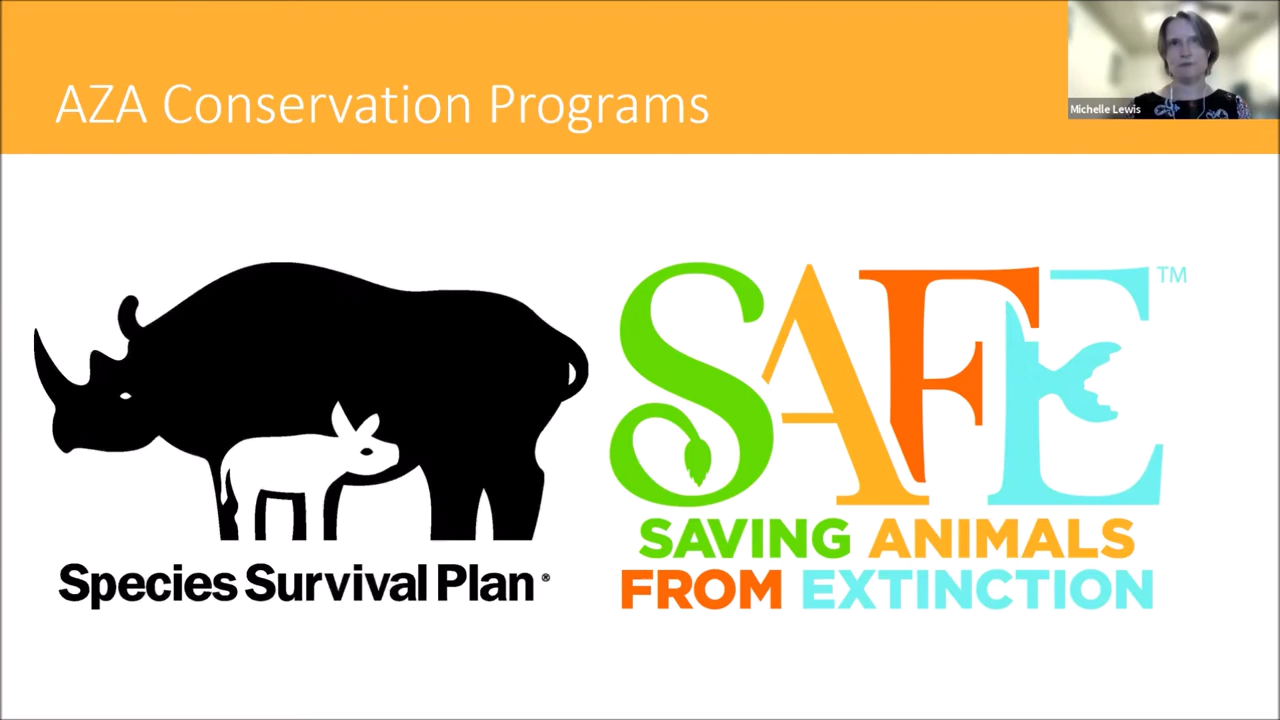 AZA Conservation Programs
Michelle Lewis
Species Survival Plan®
SAFE™
SAVING ANIMALS
FROM EXTINCTION